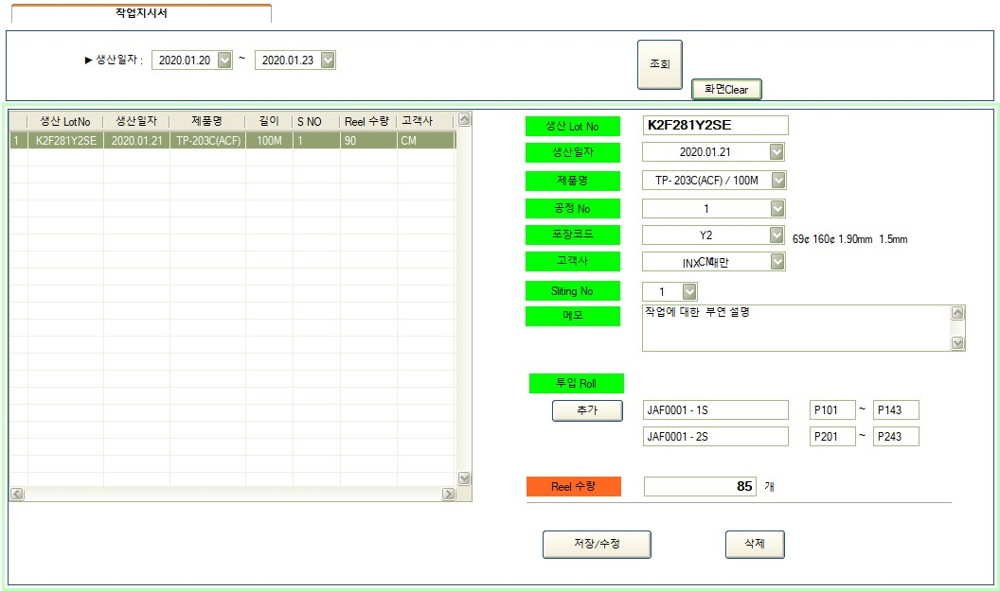 작업지시서
▶ 생산일자 : 2020.01.20 ~ 2020.01.23
조회
화면Clear
생산 LotNo 생산일자 제품명 길이 S NO Reel 수량 고객사
1 K2F281Y2SE 2020.01.21 TP-203C(ACF) 100M 1 90 CM
생산 Lot No K2F281Y2SE
생산일자 2020.01.21
제품명 TP- 203C(ACF) / 100M
공정 No 1
포장코드 Y2 69¢ 160¢ 1.90mm 1.5mm
고객사 INX 대만 CM
Sliting No 1
메모 작업에 대한 부연 설명
투입 Roll
추가 JAF0001 - 1S P101 ~ P143
JAF0001 - 2S P201 ~ P243
Reel 수량 85 개
저장/수정 삭제